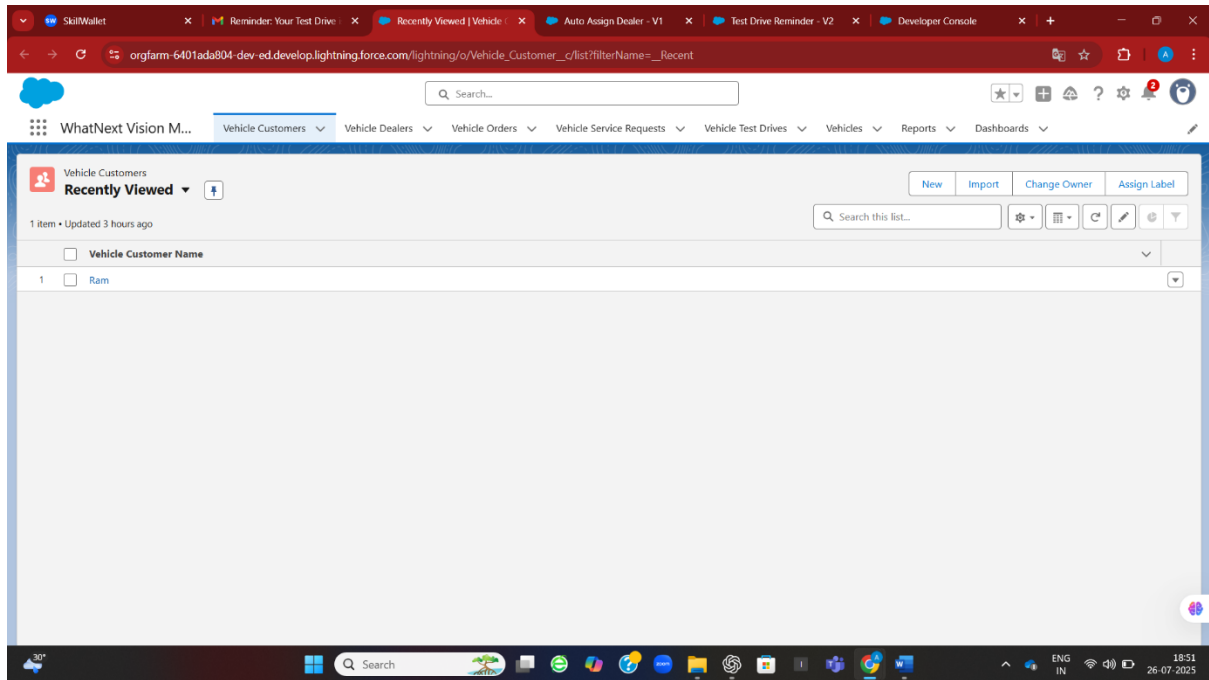 SkillWallet
Reminder: Your Test Drive i
Recently Viewed | Vehicle C
Auto Assign Dealer - V1
Test Drive Reminder - V2
Developer Console
orgfarm-6401ada804-dev-ed.develop.lightning.force.com/lightning/o/Vehicle_Customer__c/list?filterName=__Recent
A
Search...
2
WhatNext Vision M...
Vehicle Customers
Vehicle Dealers
Vehicle Orders
Vehicle Service Requests
Vehicle Test Drives
Vehicles
Reports
Dashboards
Vehicle Customers
Recently Viewed
New
Import
Change Owner
Assign Label
1 item • Updated 3 hours ago
Search this list...
Vehicle Customer Name
1
Ram
30°
Search
zoom
ENG
IN
18:51
26-07-2025